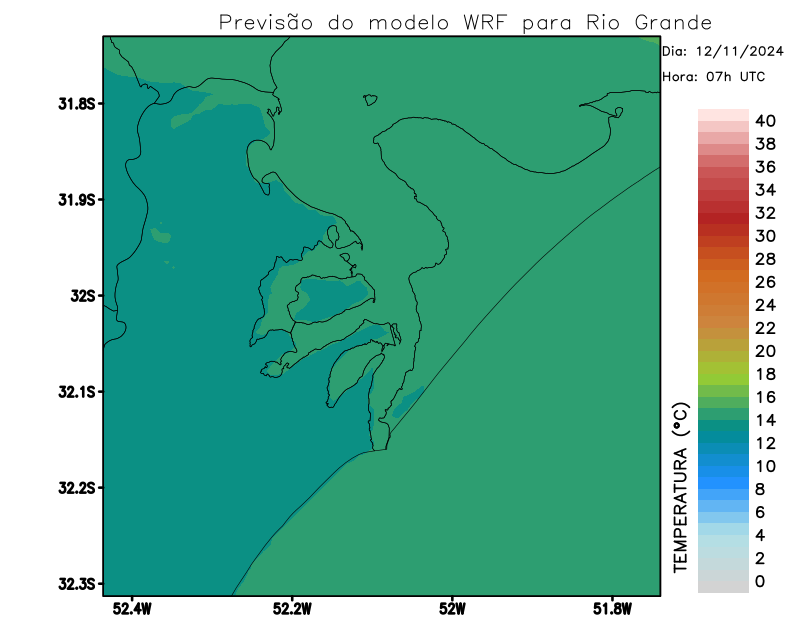 Previsão do modelo WRF para Rio Grande
Dia: 12/11/2024
Hora: 07h UTC
31.8S
31.9S
32S
32.1S
32.2S
32.3S
52.4W
52.2W
52W
51.8W
TEMPERATURA (°C)
40
38
36
34
32
30
28
26
24
22
20
18
16
14
12
10
8
6
4
2
0